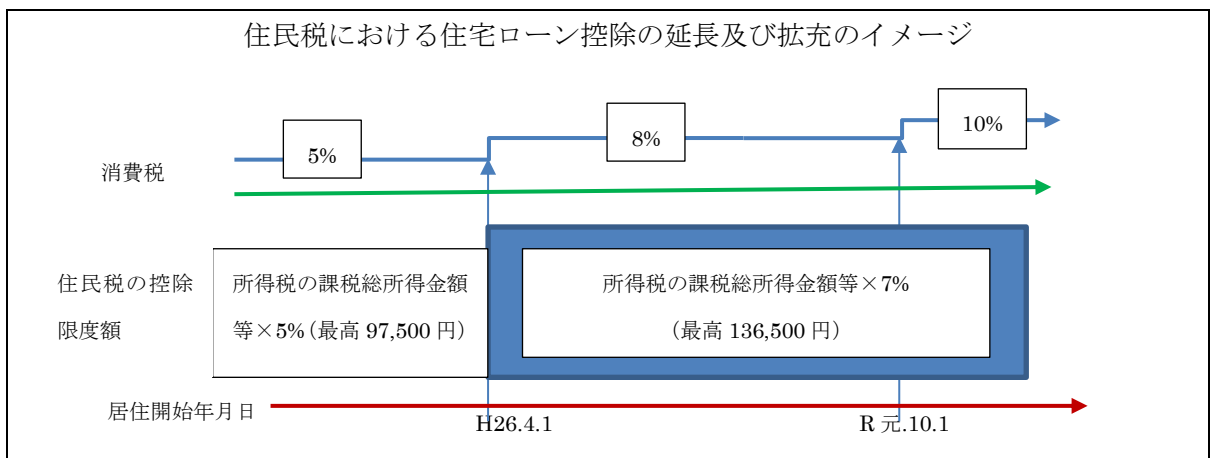 住民税における住宅ローン控除の延長及び拡充のイメージ
10%
8%
5%
消費税
住民税の控除
限度額
所得税の課税総所得金額
等×5%(最高 97,500 円)
所得税の課税総所得金額等×7%
(最高 136,500 円)
居住開始年月日
H26.4.1
R 元.10.1